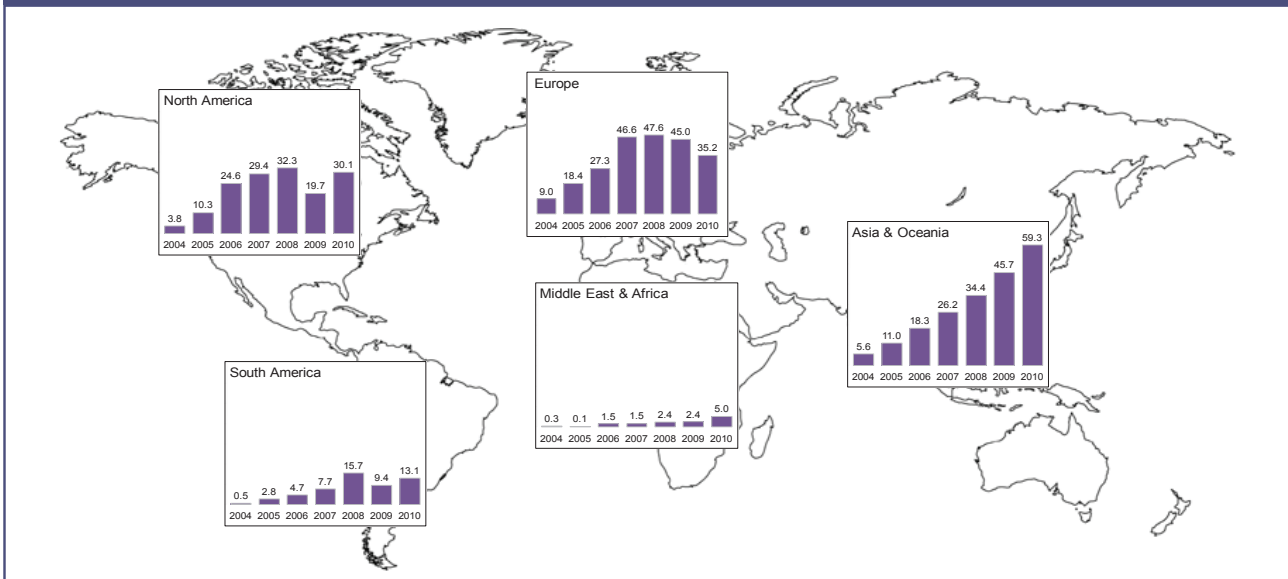 North America
3.8 10.3 24.6 29.4 32.3 19.7 30.1
2004 2005 2006 2007 2008 2009 2010
Europe
9.0 18.4 27.3 46.6 47.6 45.0 35.2
2004 2005 2006 2007 2008 2009 2010
Asia & Oceania
5.6 11.0 18.3 26.2 34.4 45.7 59.3
2004 2005 2006 2007 2008 2009 2010
Middle East & Africa
0.3 0.1 1.5 1.5 2.4 2.4 5.0
2004 2005 2006 2007 2008 2009 2010
South America
0.5 2.8 4.7 7.7 15.7 9.4 13.1
2004 2005 2006 2007 2008 2009 2010